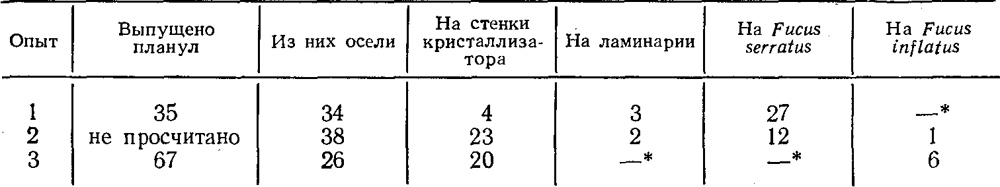 Опыт Выпущено планул Из них осели На стенки кристаллиза-тора На ламинарии На Fucus serratus На Fucus inflatus
1 35 34 4 3 27 —*
2 не просчитано 38 23 2 12 1
3 67 26 20 —* —* 6